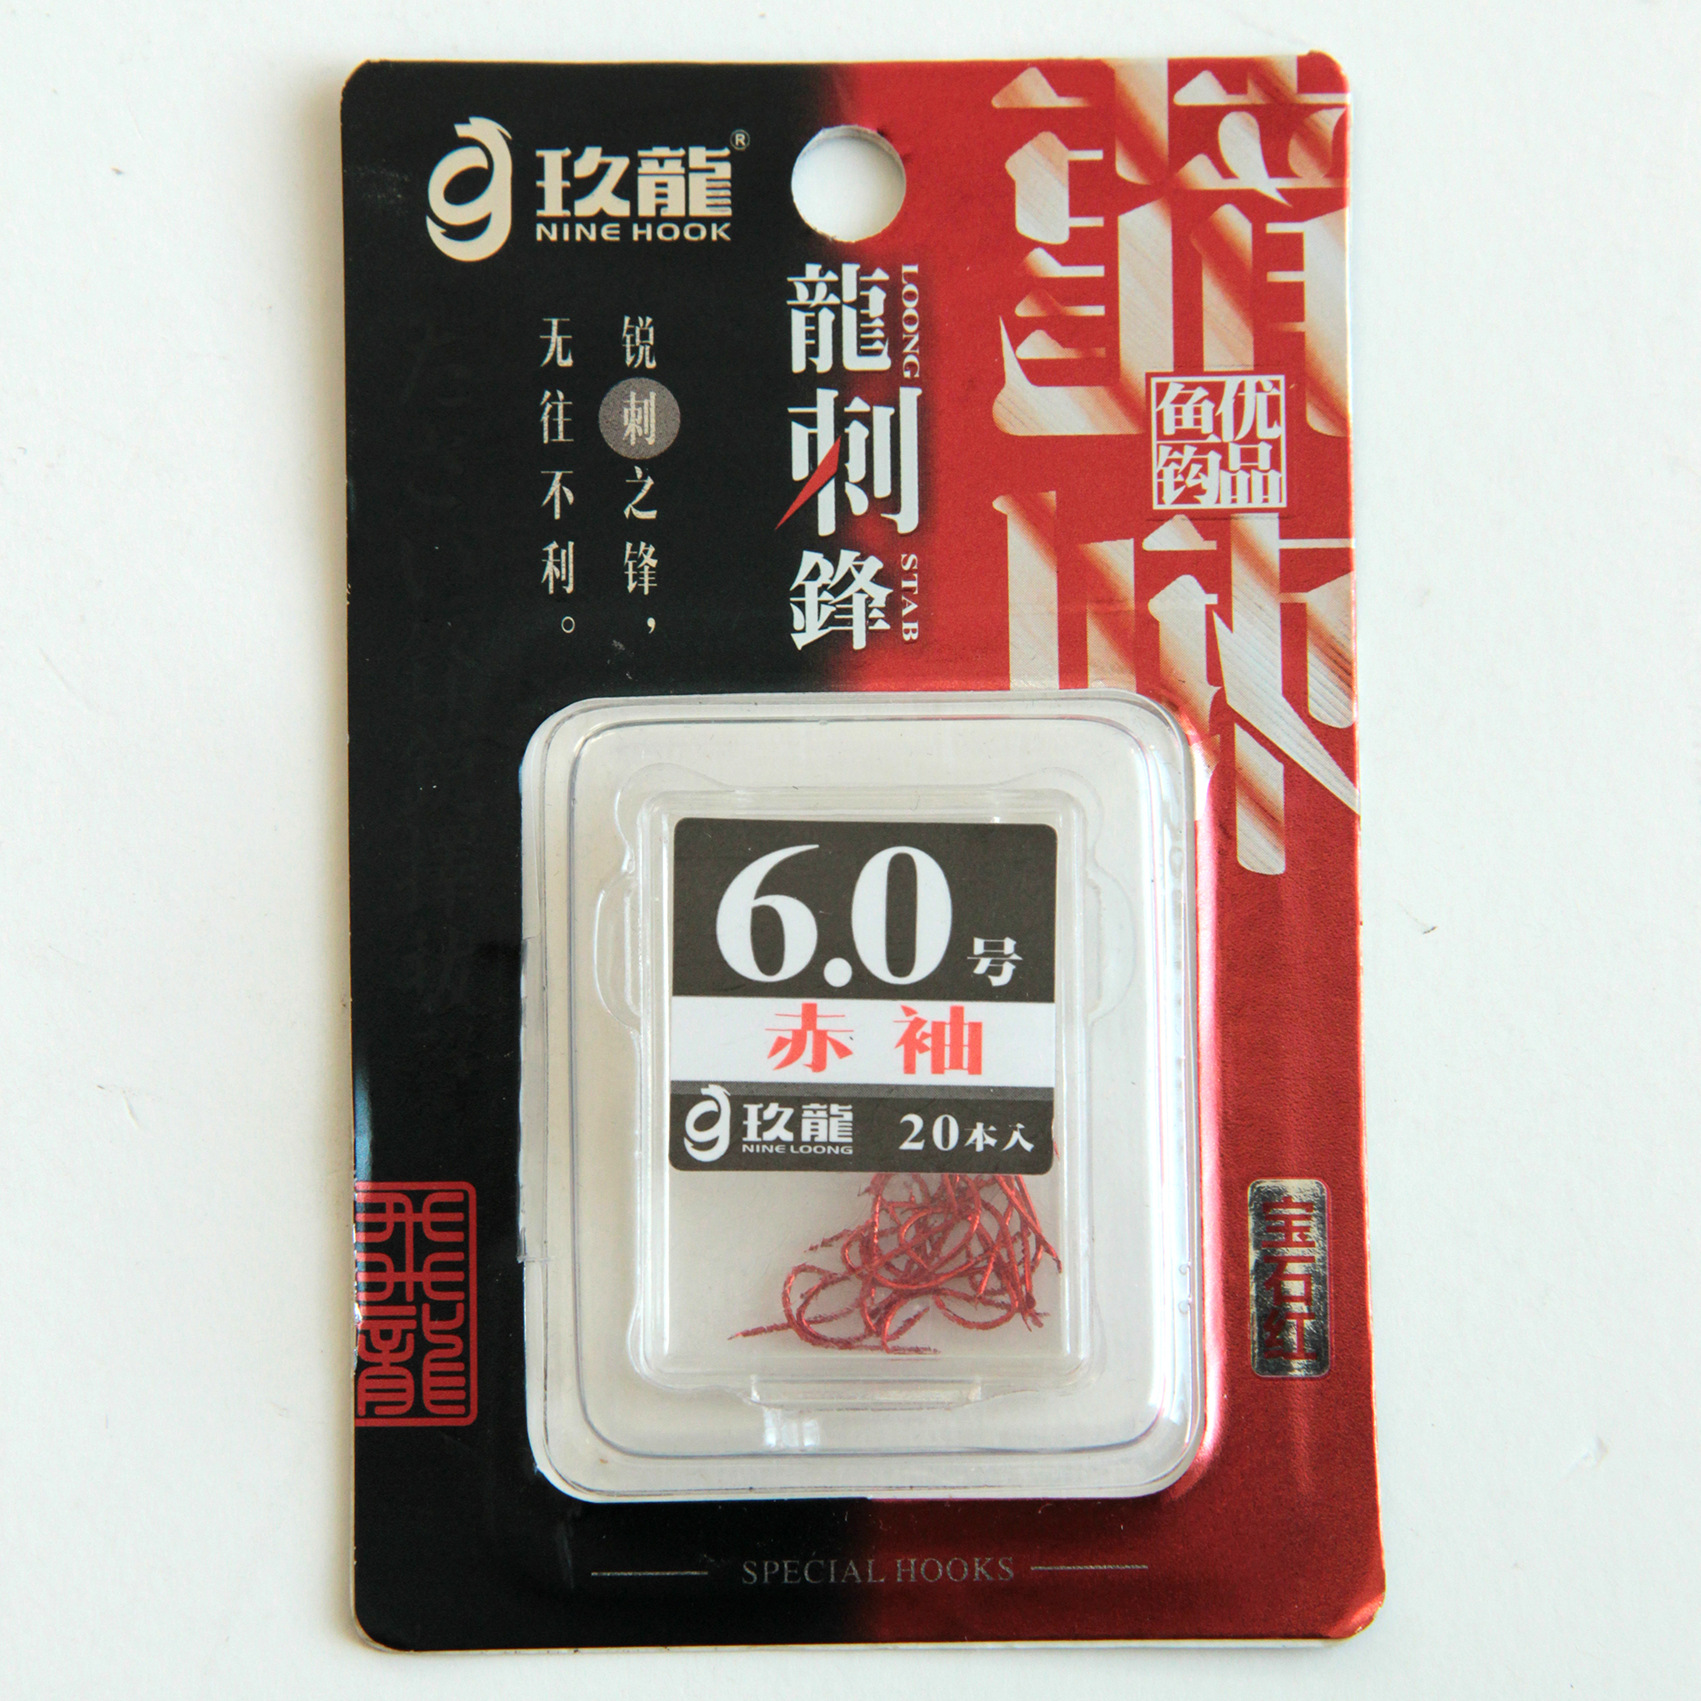 玖龍®
NINE HOOK
锐刺之锋，
无往不利。
龍刺鋒
LOONG STAB
优品
鱼钩
6.0号
赤袖
玖龍
NINE LOONG
20本入
宝石红
SPECIAL HOOKS